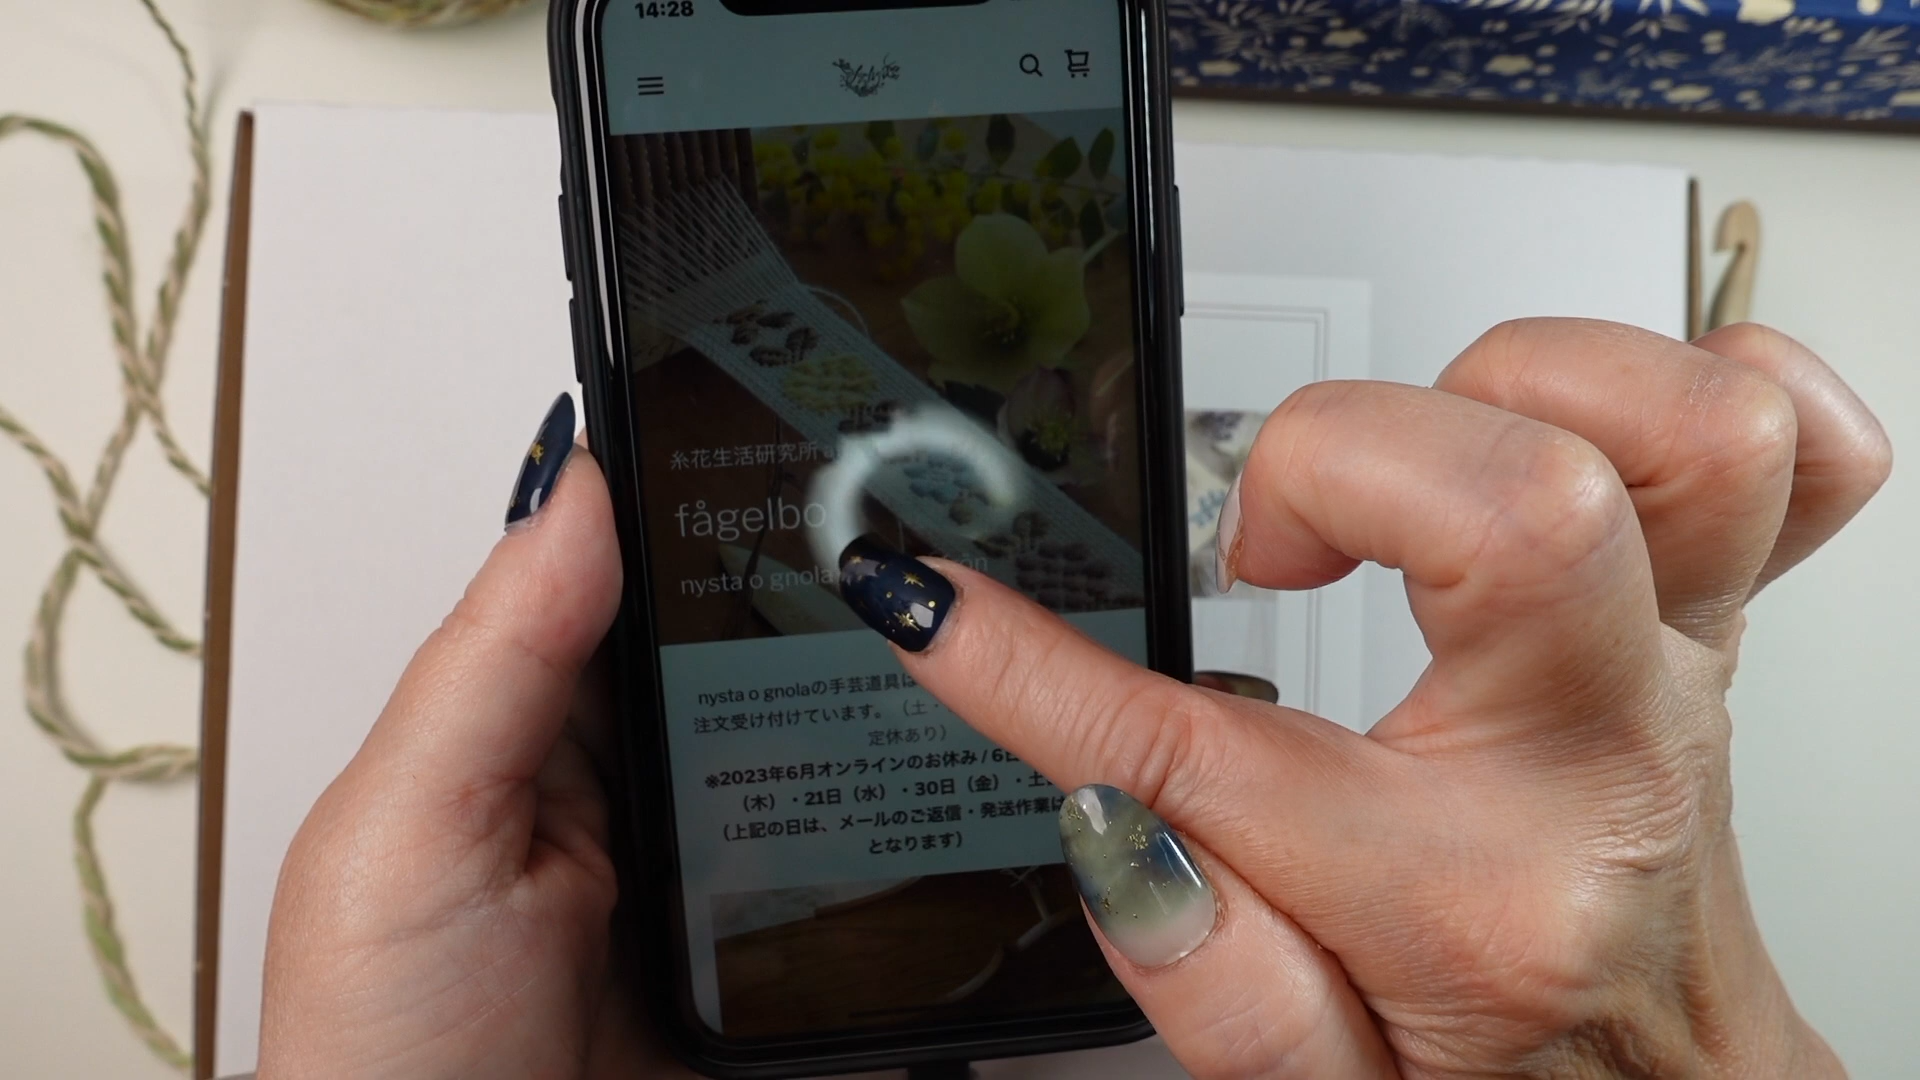 14:28
糸花生活研究所
fågelbo
nysta o gnola
nysta o gnolaの手芸道具は
注文受け付けています。（土・
定休あり）
※2023年6月オンラインのお休み / 6日
（木）・21日（水）・30日（金）・土
（上記の日は、メールのご返信・発送作業は
となります）